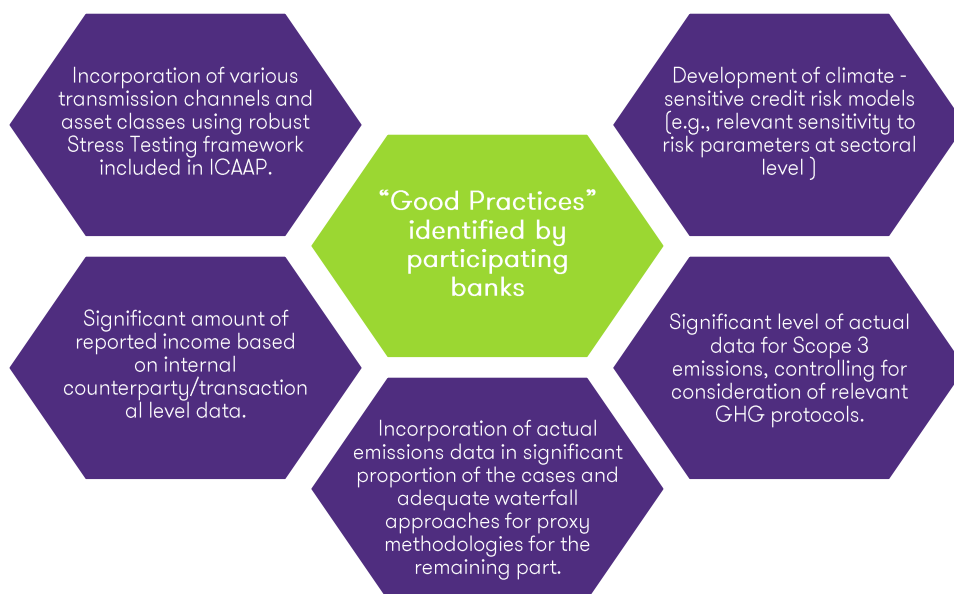 Incorporation of various
transmission channels and
asset classes using robust
Stress Testing framework
included in ICAAP.
Development of climate -
sensitive credit risk models
(e.g., relevant sensitivity to
risk parameters at sectoral
level )
“Good Practices”
identified by
participating
banks
Significant amount of
reported income based
on internal
counterparty/transaction
al level data.
Significant level of actual
data for Scope 3
emissions, controlling for
consideration of relevant
GHG protocols.
Incorporation of actual
emissions data in significant
proportion of the cases and
adequate waterfall
approaches for proxy
methodologies for the
remaining part.